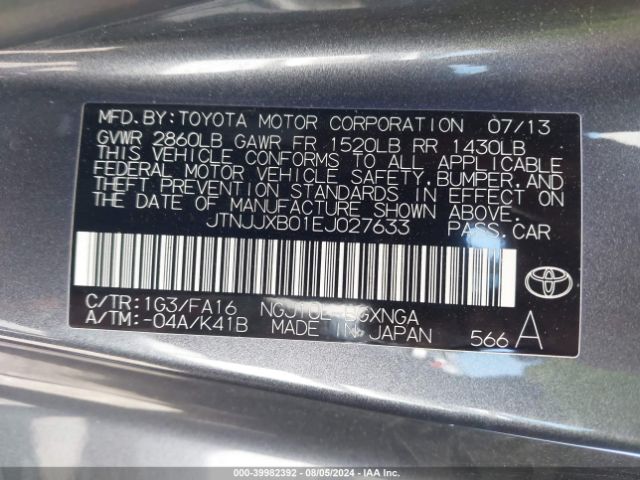 MFD.BY:TOYOTA MOTOR CORPORATION 07/13
GVWR 2860LB GAWR FR 1520LB RR 1430LB
THIS VEHICLE CONFORMS TO ALL APPLICABLE
FEDERAL MOTOR VEHICLE SAFETY,BUMPER,AND
THEFT PREVENTION STANDARDS IN EFFECT ON
THE DATE OF MANUFACTURE SHOWN ABOVE.
JTNJJXB01EJ027633 PASS.CAR
C/TR:1G3/FA16
A/TM:-04A/K41B MADE IN JAPAN 566 A
000-39982392 - 08/05/2024 - IAA Inc.